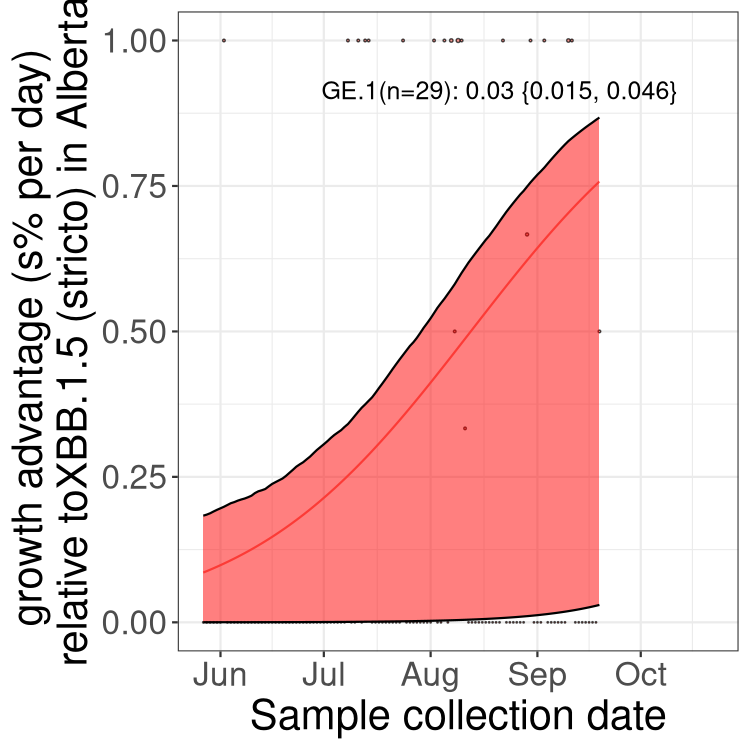 growth advantage (s% per day)
relative toXBB.1.5 (stricto) in Alberta
1.00
0.75
0.50
0.25
0.00
GE.1(n=29): 0.03 {0.015, 0.046}
Jun Jul Aug Sep Oct
Sample collection date